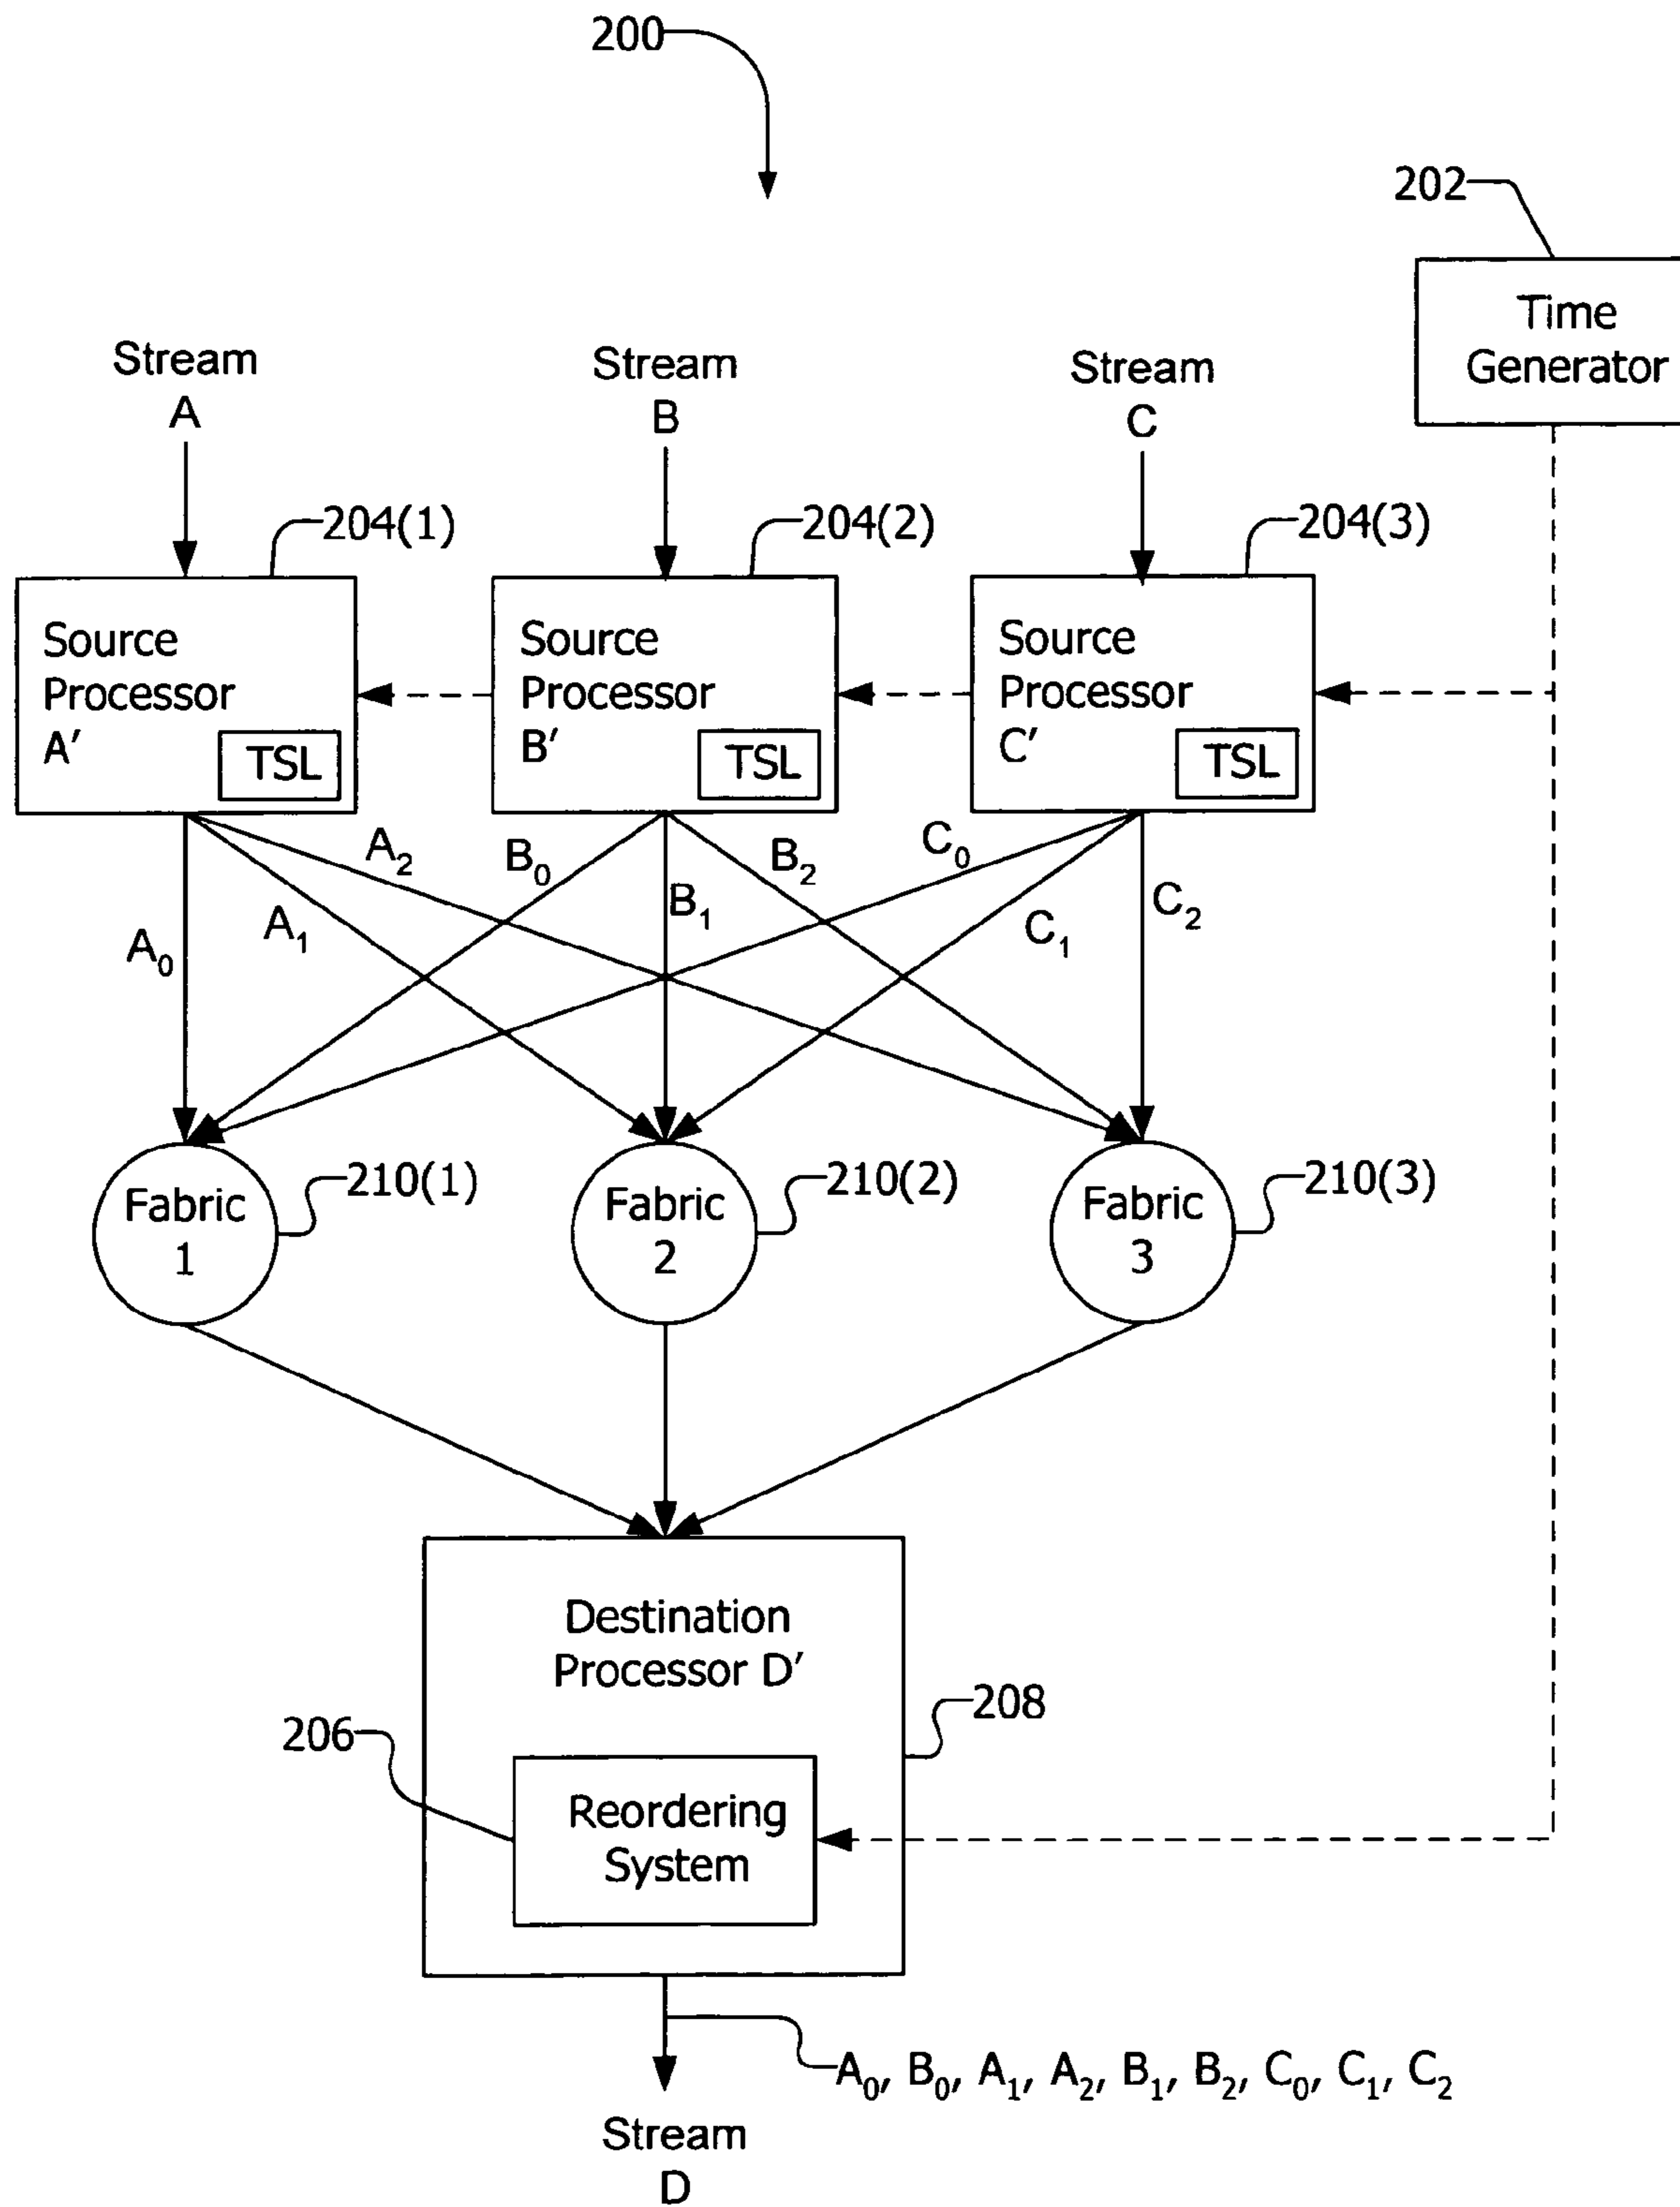 200
202
Time
Generator
Stream
A
Stream
B
Stream
C
204(1)
204(2)
204(3)
Source
Processor
A′
TSL
Source
Processor
B′
TSL
Source
Processor
C′
TSL
A₀
A₁
A₂
B₀
B₁
B₂
C₀
C₁
C₂
Fabric
1
210(1)
Fabric
2
210(2)
Fabric
3
210(3)
Destination
Processor D′
208
206
Reordering
System
A₀, B₀, A₁, A₂, B₁, B₂, C₀, C₁, C₂
Stream
D